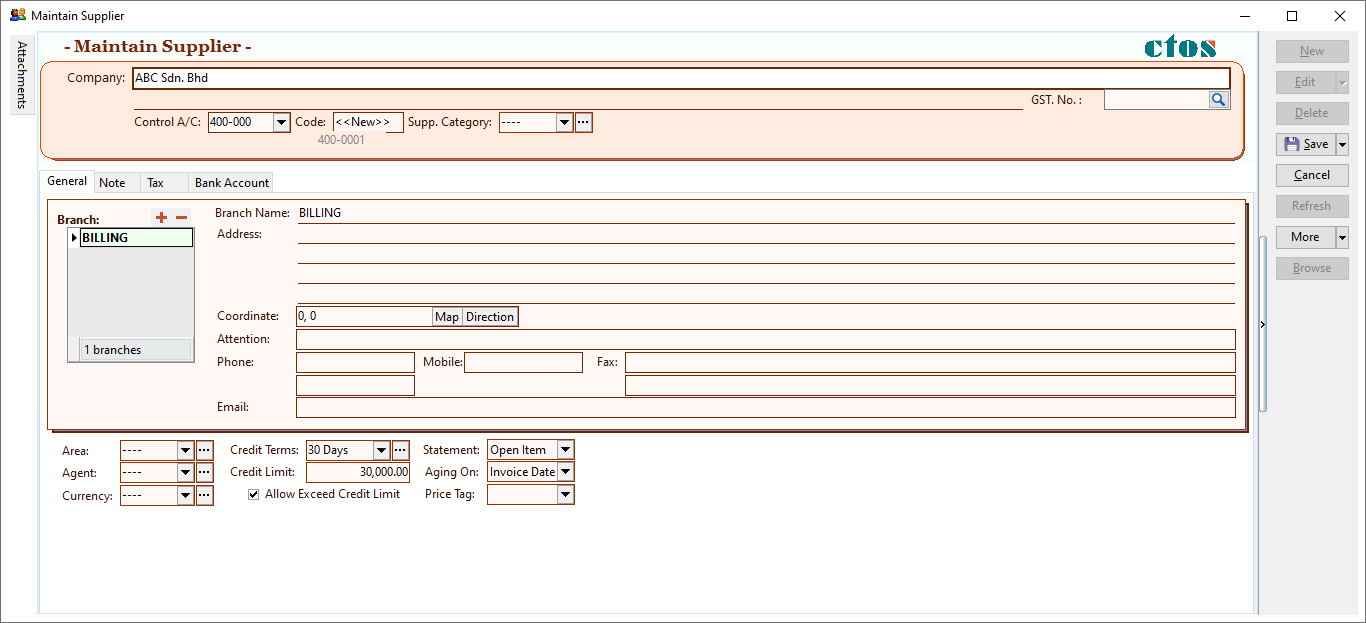 Maintain Supplier
Attachments
- Maintain Supplier -
ctos
Company: ABC Sdn. Bhd
GST. No. :
Control A/C: 400-000 Code: <<New>> Supp. Category: ----
400-0001
New
Edit
Delete
Save
Cancel
Refresh
More
Browse
General Note Tax Bank Account
Branch:
BILLING
1 branches
Branch Name: BILLING
Address:
Coordinate: 0, 0 Map Direction
Attention:
Phone: Mobile: Fax:
Email:
Area: ---- Credit Terms: 30 Days Statement: Open Item
Agent: ---- Credit Limit: 30,000.00 Aging On: Invoice Date
Currency: ---- Allow Exceed Credit Limit Price Tag: